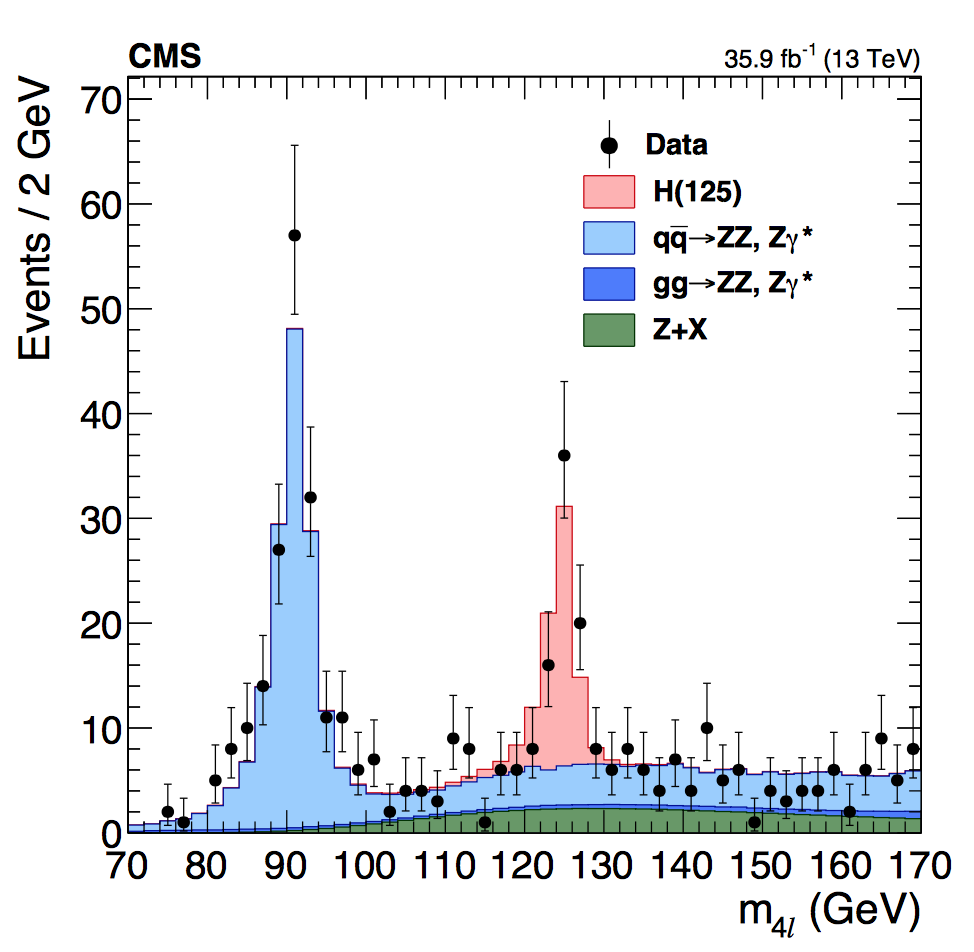 CMS
35.9 fb⁻¹ (13 TeV)
Events / 2 GeV
70
60
50
40
30
20
10
0
Data
H(125)
qq̅→ZZ, Zγ*
gg→ZZ, Zγ*
Z+X
70 80 90 100 110 120 130 140 150 160 170
m₄ₗ (GeV)